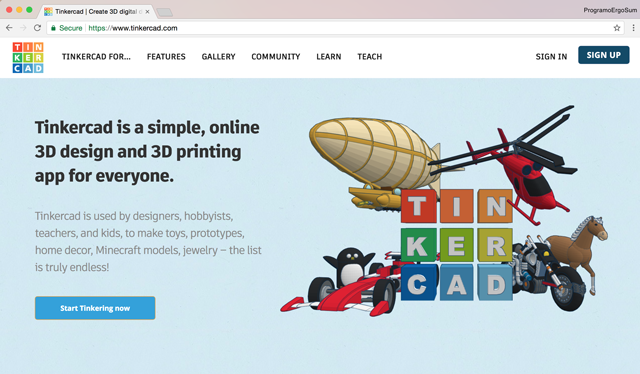 Tinkercad | Create 3D digital d
ProgramoErgoSum
Secure
https://www.tinkercad.com
TIN
KER
CAD
TINKERCAD FOR...
FEATURES
GALLERY
COMMUNITY
LEARN
TEACH
SIGN IN
SIGN UP
Tinkercad is a simple, online
3D design and 3D printing
app for everyone.
Tinkercad is used by designers, hobbyists,
teachers, and kids, to make toys, prototypes,
home decor, Minecraft models, jewelry – the list
is truly endless!
Start Tinkering now
TIN
KER
CAD